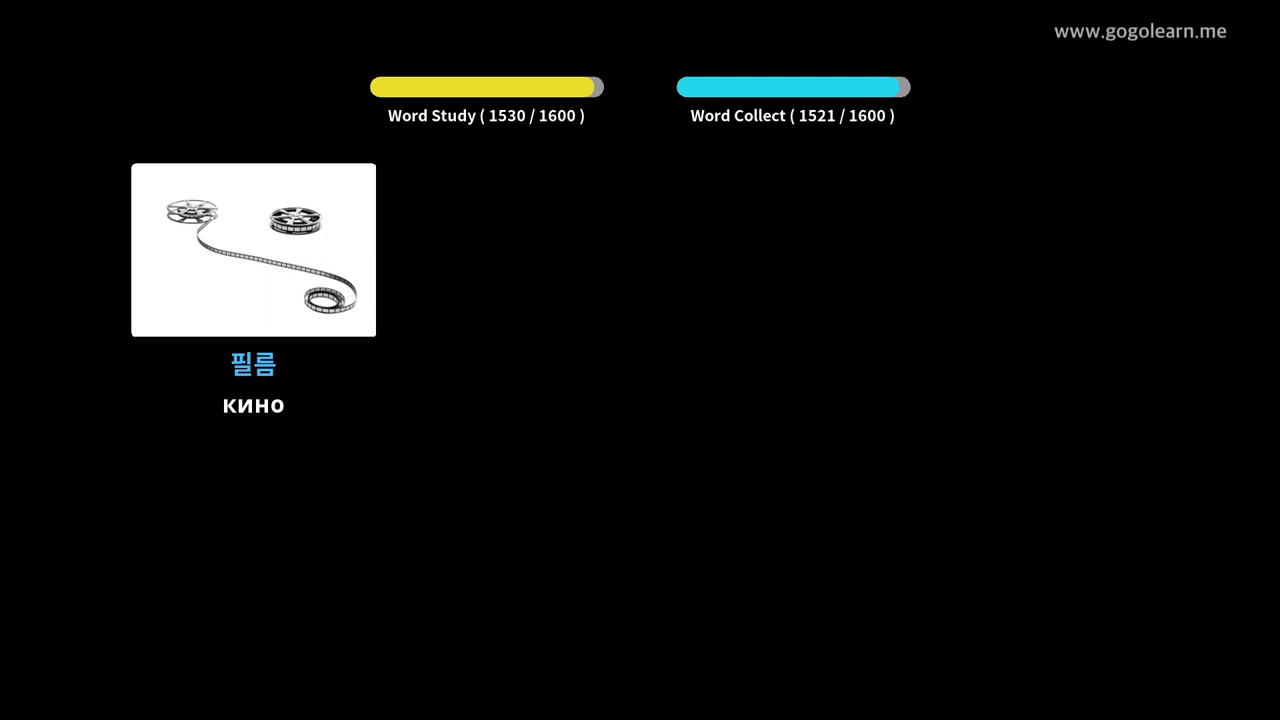 www.gogolearn.me
Word Study ( 1530 / 1600 )
Word Collect ( 1521 / 1600 )
필름
кино